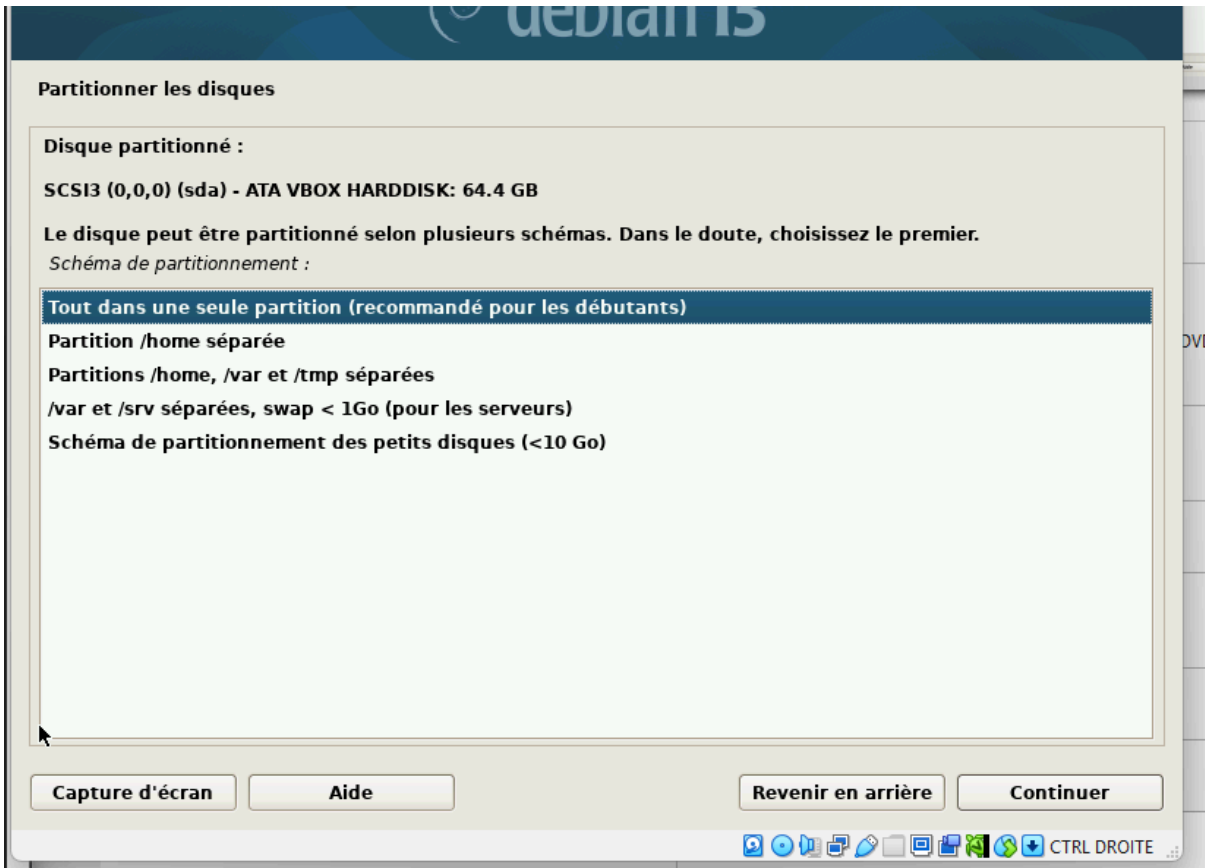 debian 13
Partitionner les disques
Disque partitionné :
SCSI3 (0,0,0) (sda) - ATA VBOX HARDDISK: 64.4 GB
Le disque peut être partitionné selon plusieurs schémas. Dans le doute, choisissez le premier.
Schéma de partitionnement :
Tout dans une seule partition (recommandé pour les débutants)
Partition /home séparée
Partitions /home, /var et /tmp séparées
/var et /srv séparées, swap < 1Go (pour les serveurs)
Schéma de partitionnement des petits disques (<10 Go)
Capture d'écran
Aide
Revenir en arrière
Continuer
CTRL DROITE